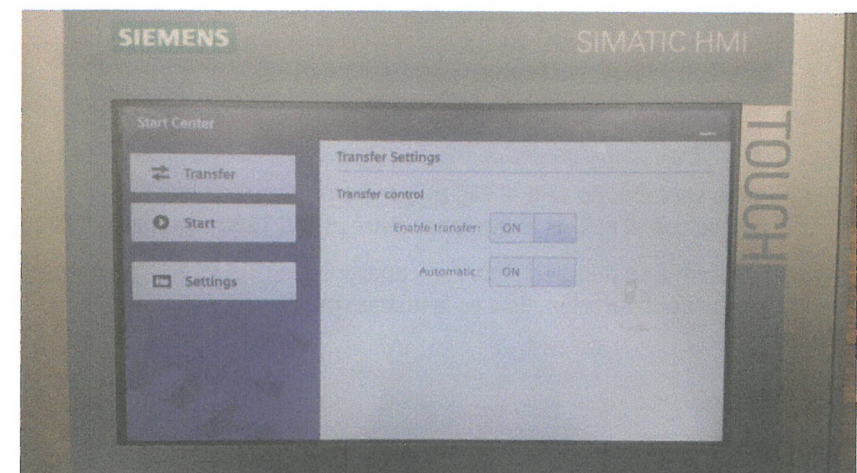 SIEMENS
SIMATIC HMI
TOUCH
Start Center
Transfer
Start
Settings
Transfer Settings
Transfer control
Enable transfer: ON
Automatic: ON